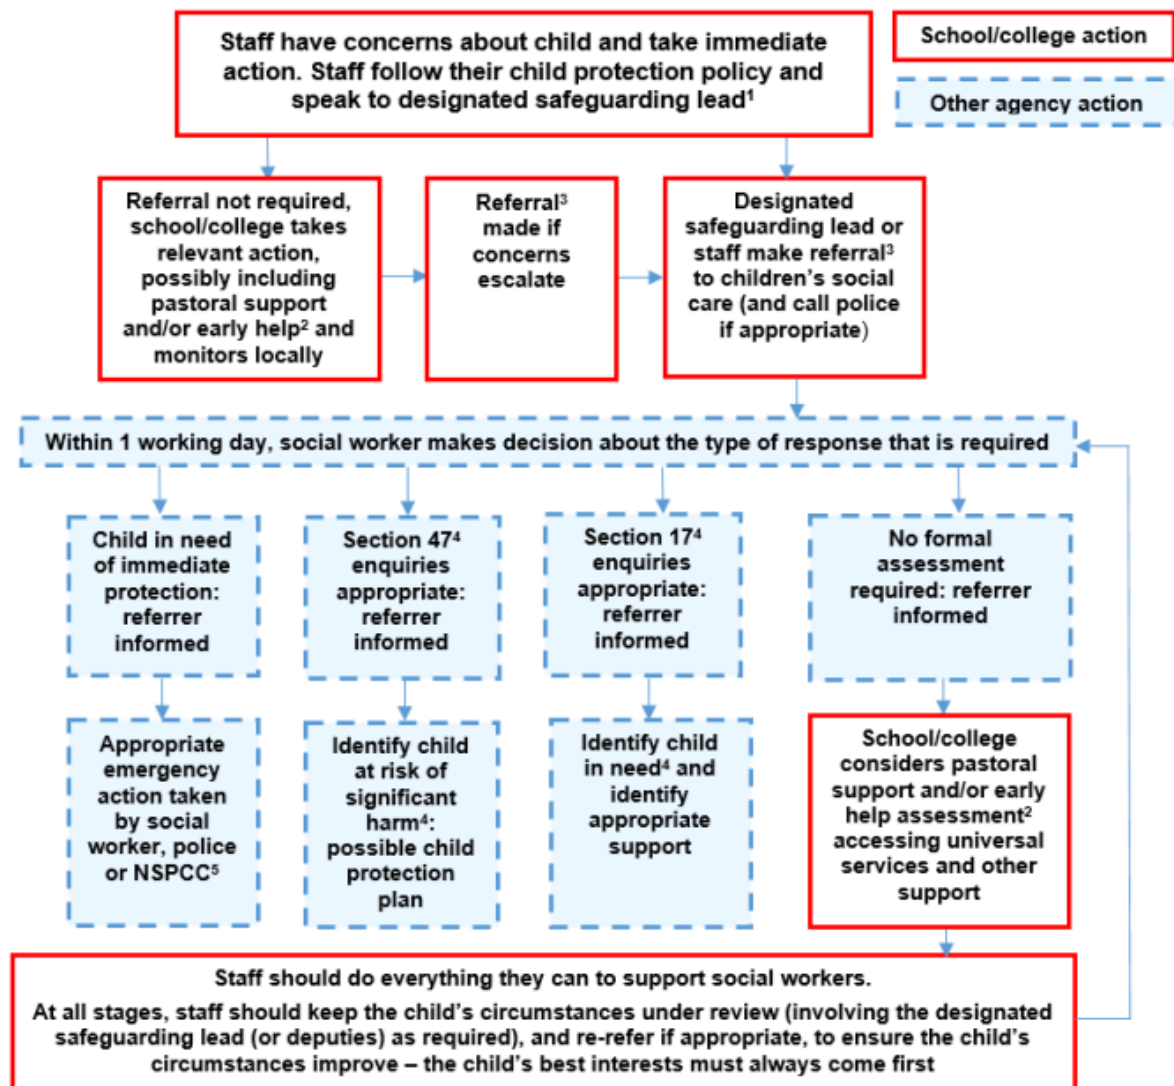 Staff have concerns about child and take immediate
action. Staff follow their child protection policy and
speak to designated safeguarding lead¹
School/college action
Other agency action
Referral not required,
school/college takes
relevant action,
possibly including
pastoral support
and/or early help² and
monitors locally
Referral³
made if
concerns
escalate
Designated
safeguarding lead or
staff make referral³
to children’s social
care (and call police
if appropriate)
Within 1 working day, social worker makes decision about the type of response that is required
Child in need
of immediate
protection:
referrer
informed
Section 47⁴
enquiries
appropriate:
referrer
informed
Section 17⁴
enquiries
appropriate:
referrer
informed
No formal
assessment
required: referrer
informed
Appropriate
emergency
action taken
by social
worker, police
or NSPCC⁵
Identify child
at risk of
significant
harm⁴:
possible child
protection
plan
Identify child
in need⁴ and
identify
appropriate
support
School/college
considers pastoral
support and/or early
help assessment²
accessing universal
services and other
support
Staff should do everything they can to support social workers.
At all stages, staff should keep the child’s circumstances under review (involving the designated
safeguarding lead (or deputies) as required), and re-refer if appropriate, to ensure the child’s
circumstances improve – the child’s best interests must always come first